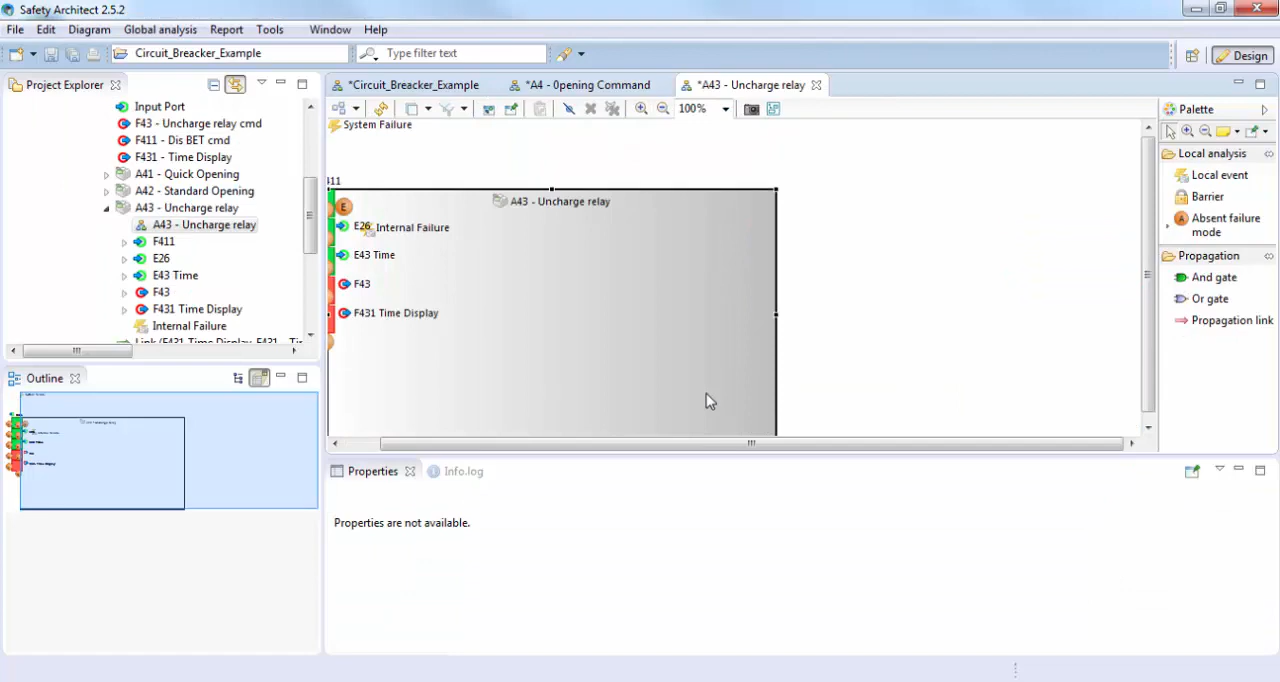 Safety Architect 2.5.2
File Edit Diagram Global analysis Report Tools Window Help
Circuit_Breacker_Example
Type filter text
Design
Project Explorer
Input Port
F43 - Uncharge relay cmd
F411 - Dis BET cmd
F431 - Time Display
A41 - Quick Opening
A42 - Standard Opening
A43 - Uncharge relay
A43 - Uncharge relay
F411
E26
E43 Time
F43
F431 Time Display
Internal Failure
Outline
*Circuit_Breacker_Example
*A4 - 0pening Command
*A43 - Uncharge relay
100%
System Failure
A43 - Uncharge relay
E
E26
Internal Failure
E43 Time
F43
F431 Time Display
Palette
Local analysis
Local event
Barrier
A
Absent failure
mode
Propagation
And gate
Or gate
Propagation link
Properties
Info.log
Properties are not available.